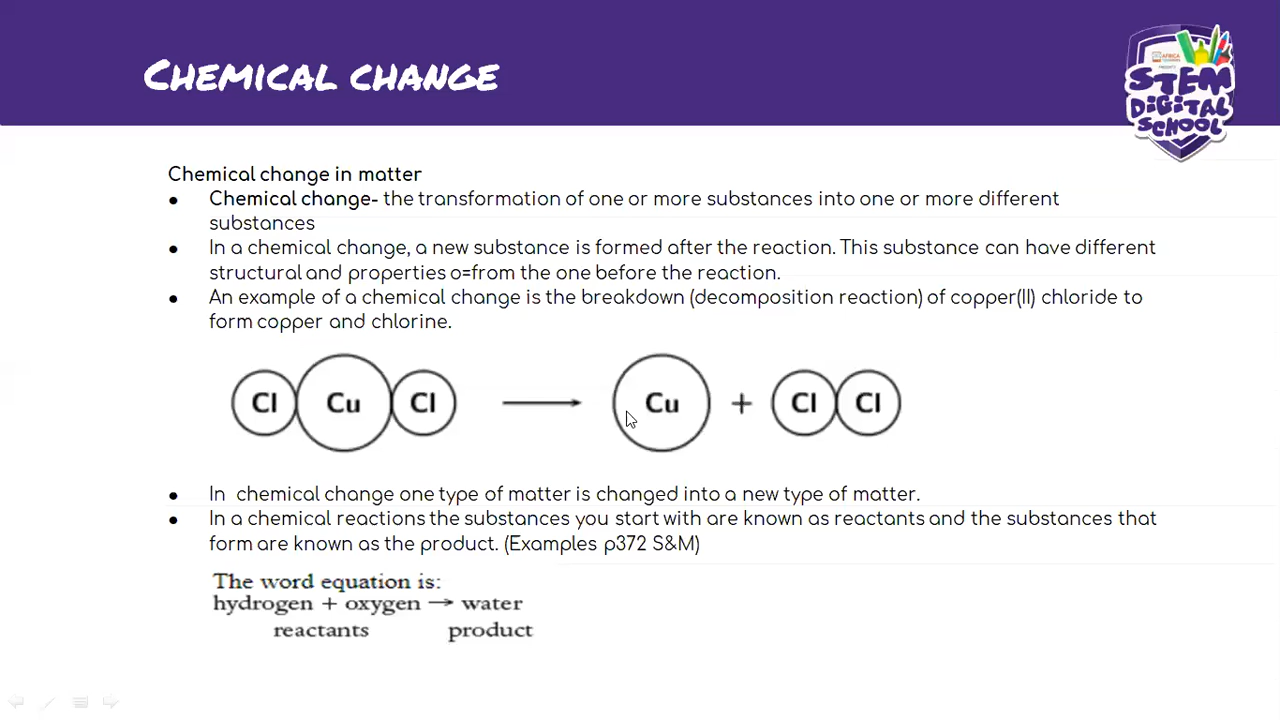 CHEMICAL CHANGE
AFRICA
STEM
DIGITAL
SCHOOL
Chemical change in matter
● Chemical change- the transformation of one or more substances into one or more different
substances
● In a chemical change, a new substance is formed after the reaction. This substance can have different
structural and properties o=from the one before the reaction.
● An example of a chemical change is the breakdown (decomposition reaction) of copper(II) chloride to
form copper and chlorine.
Cl Cu Cl → Cu + Cl Cl
● In chemical change one type of matter is changed into a new type of matter.
● In a chemical reactions the substances you start with are known as reactants and the substances that
form are known as the product. (Examples p372 S&M)
The word equation is:
hydrogen + oxygen → water
reactants product